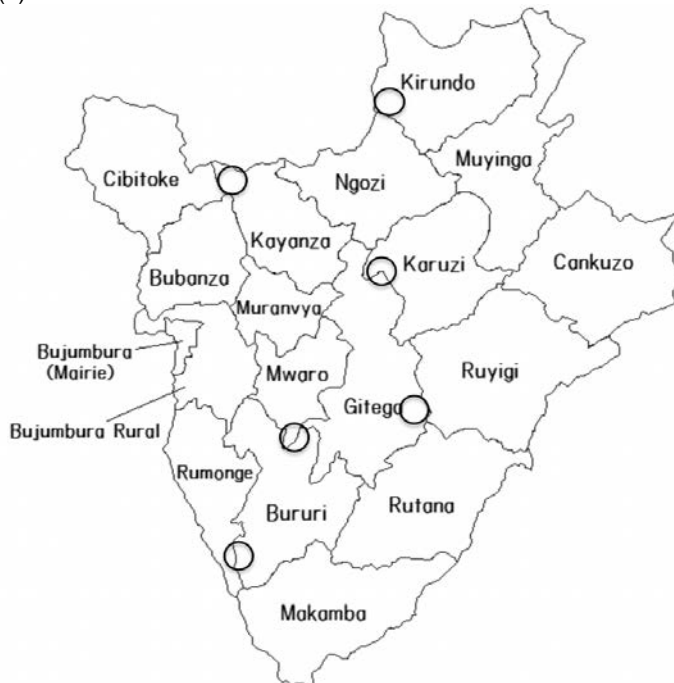 Kirundo
Muyinga
Cibitoke
Ngozi
Kayanza
Karuzi
Cankuzo
Bubanza
Muranvya
Bujumbura
(Mairie)
Mwaro
Ruyigi
Gitega
Bujumbura Rural
Rumonge
Bururi
Rutana
Makamba